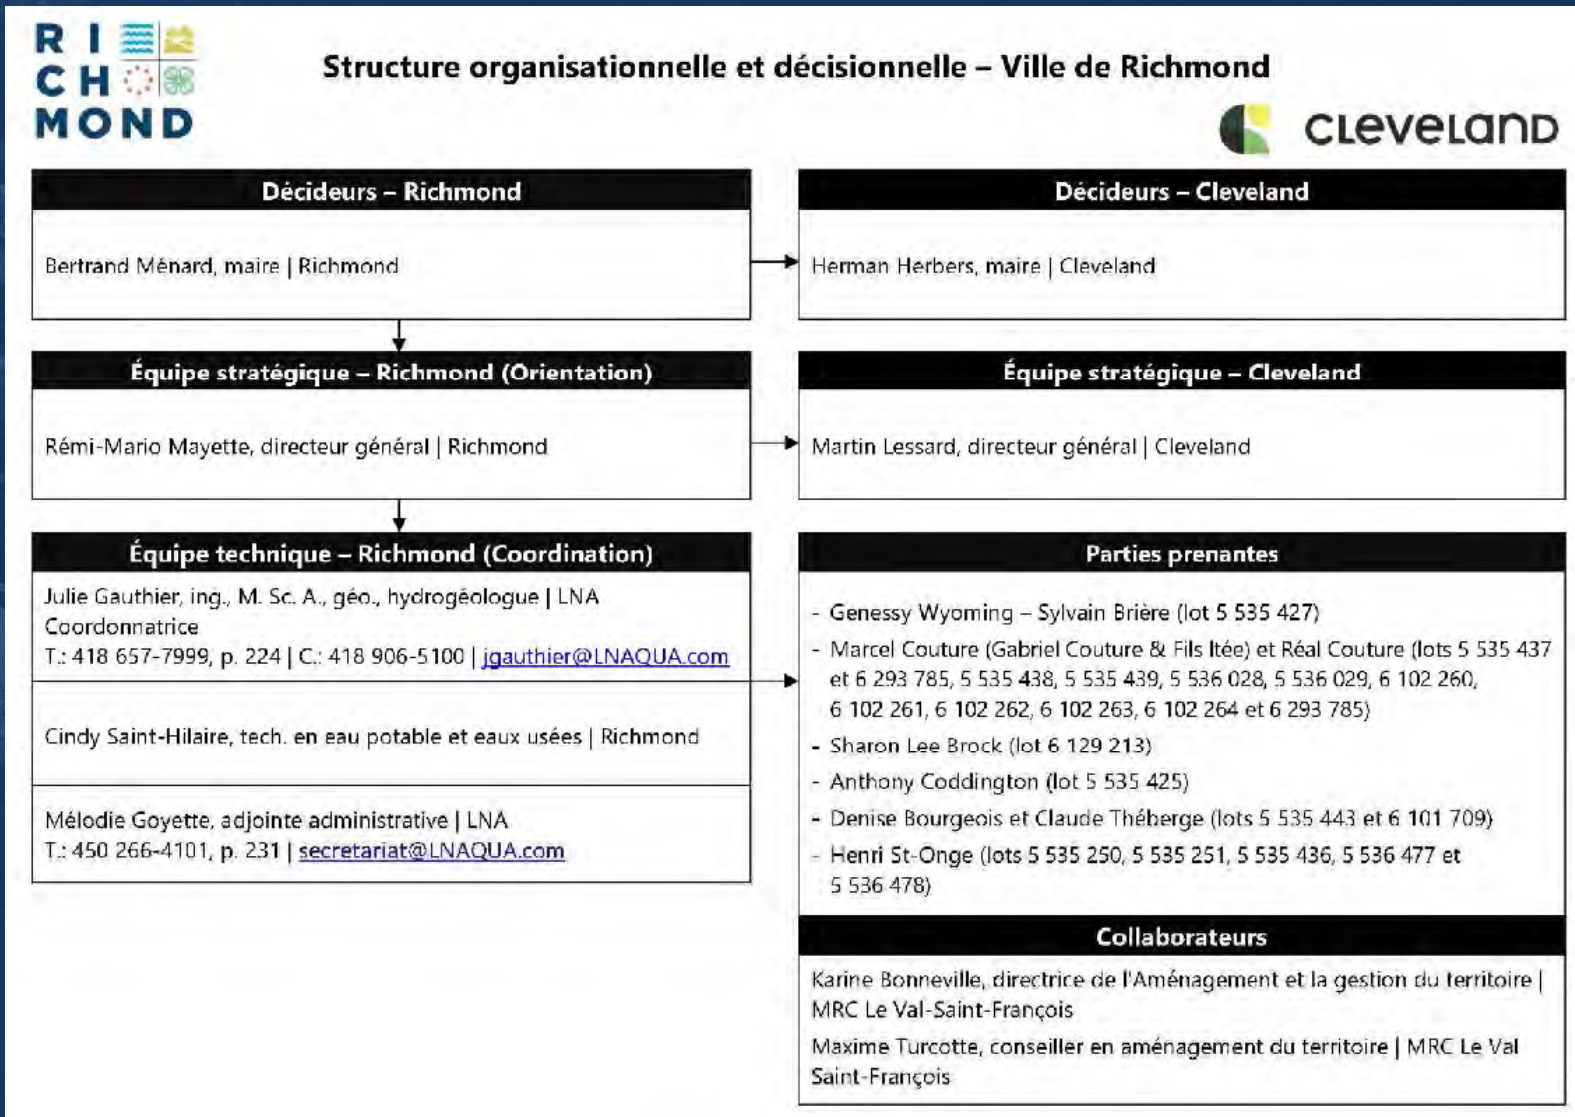 RI
CH
MOND
Structure organisationnelle et décisionnelle – Ville de Richmond
CLeveLanD
Décideurs – Richmond
Bertrand Ménard, maire | Richmond
Décideurs – Cleveland
Herman Herbers, maire | Cleveland
Équipe stratégique – Richmond (Orientation)
Rémi-Mario Mayette, directeur général | Richmond
Équipe stratégique – Cleveland
Martin Lessard, directeur général | Cleveland
Équipe technique – Richmond (Coordination)
Julie Gauthier, ing., M. Sc. A., géo., hydrogéologue | LNA
Coordonnatrice
T.: 418 657-7999, p. 224 | C.: 418 906-5100 | jgauthier@LNAQUA.com
Cindy Saint-Hilaire, tech. en eau potable et eaux usées | Richmond
Mélodie Goyette, adjointe administrative | LNA
T.: 450 266-4101, p. 231 | secretariat@LNAQUA.com
Parties prenantes
- Genessy Wyoming – Sylvain Brière (lot 5 535 427)
- Marcel Couture (Gabriel Couture & Fils ltée) et Réal Couture (lots 5 535 437
et 6 293 785, 5 535 438, 5 535 439, 5 536 028, 5 536 029, 6 102 260,
6 102 261, 6 102 262, 6 102 263, 6 102 264 et 6 293 785)
- Sharon Lee Brock (lot 6 129 213)
- Anthony Coddington (lot 5 535 425)
- Denise Bourgeois et Claude Théberge (lots 5 535 443 et 6 101 709)
- Henri St-Onge (lots 5 535 250, 5 535 251, 5 535 436, 5 536 477 et
5 536 478)
Collaborateurs
Karine Bonneville, directrice de l'Aménagement et la gestion du territoire |
MRC Le Val-Saint-François
Maxime Turcotte, conseiller en aménagement du territoire | MRC Le Val
Saint-François